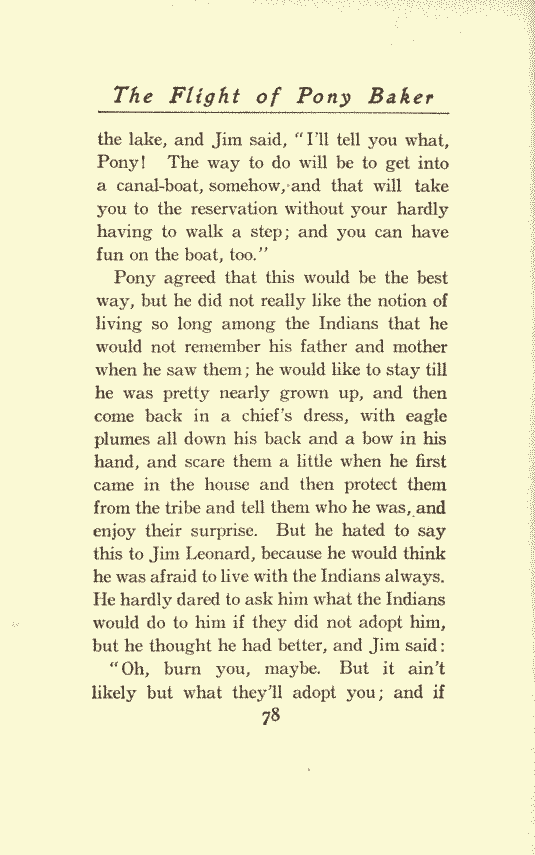 The Flight of Pony Baker
the lake, and Jim said, "I'll tell you what,
Pony! The way to do will be to get into
a canal-boat, somehow, and that will take
you to the reservation without your hardly
having to walk a step; and you can have
fun on the boat, too."
Pony agreed that this would be the best
way, but he did not really like the notion of
living so long among the Indians that he
would not remember his father and mother
when he saw them; he would like to stay till
he was pretty nearly grown up, and then
come back in a chief's dress, with eagle
plumes all down his back and a bow in his
hand, and scare them a little when he first
came in the house and then protect them
from the tribe and tell them who he was, and
enjoy their surprise. But he hated to say
this to Jim Leonard, because he would think
he was afraid to live with the Indians always.
He hardly dared to ask him what the Indians
would do to him if they did not adopt him,
but he thought he had better, and Jim said:
"Oh, burn you, maybe. But it ain't
likely but what they'll adopt you; and if
78